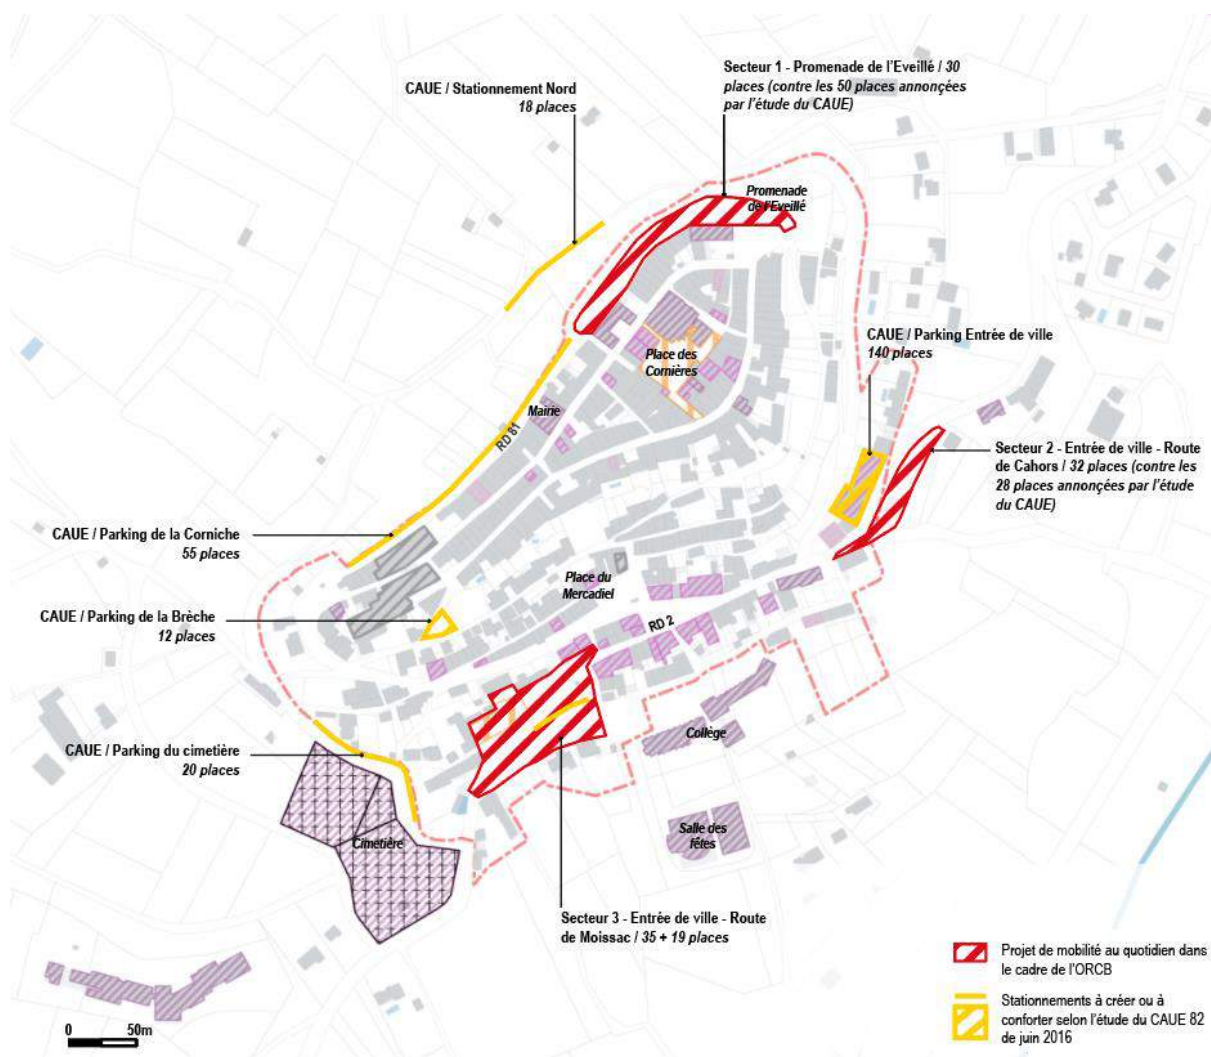 Secteur 1 - Promenade de l'Eveillé / 30
places (contre les 50 places annonçées
par l'étude du CAUE)
CAUE / Stationnement Nord
18 places
Promenade
de l'Eveillé
CAUE / Parking Entrée de ville
140 places
Place des
Cornières
Mairie
RD 81
Secteur 2 - Entrée de ville - Route
de Cahors / 32 places (contre les
28 places annonçées par l'étude
du CAUE)
CAUE / Parking de la Corniche
55 places
Place du
Mercadiel
CAUE / Parking de la Brèche
12 places
RD 2
CAUE / Parking du cimetière
20 places
Collège
Cimetière
Salle des
fêtes
Secteur 3 - Entrée de ville - Route
de Moissac / 35 + 19 places
Projet de mobilité au quotidien dans
le cadre de l'ORCB
Stationnements à créer ou à
conforter selon l'étude du CAUE 82
de juin 2016
0 50m